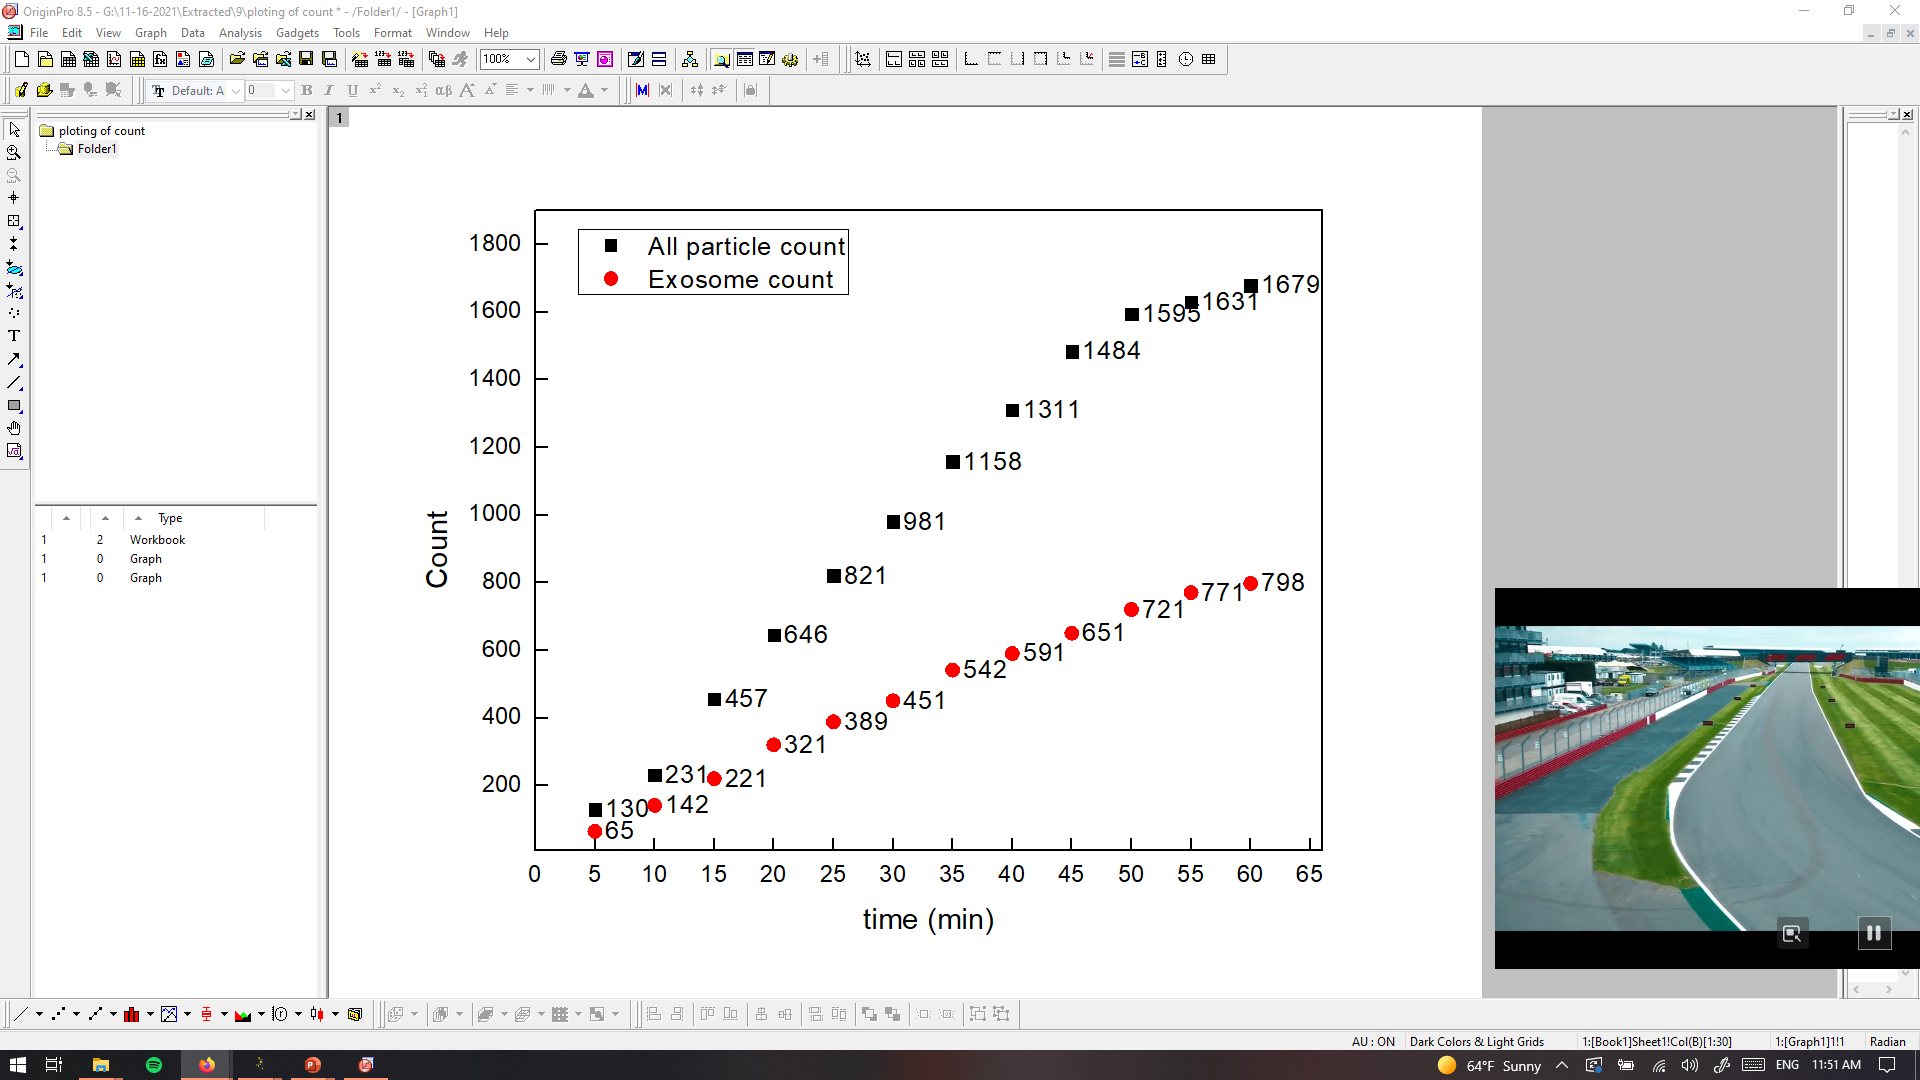 OriginPro 8.5 - G:\11-16-2021\Extracted\9\ploting of count * - /Folder1/ - [Graph1]
File Edit View Graph Data Analysis Gadgets Tools Format Window Help
100%
Default: A 0 B I U
ploting of count
Folder1
Type
1 2 Workbook
1 0 Graph
1 0 Graph
1
All particle count
Exosome count
Count
1800
1600
1400
1200
1000
800
600
400
200
130
231
457
646
821
981
1158
1311
1484
1595
1631
1679
65
142
221
321
389
451
542
591
651
721
771
798
0 5 10 15 20 25 30 35 40 45 50 55 60 65
time (min)
AU : ON Dark Colors & Light Grids 1:[Book1]Sheet1!Col(B)[1:30] 1:[Graph1]1!1 Radian
64°F Sunny ENG 11:51 AM